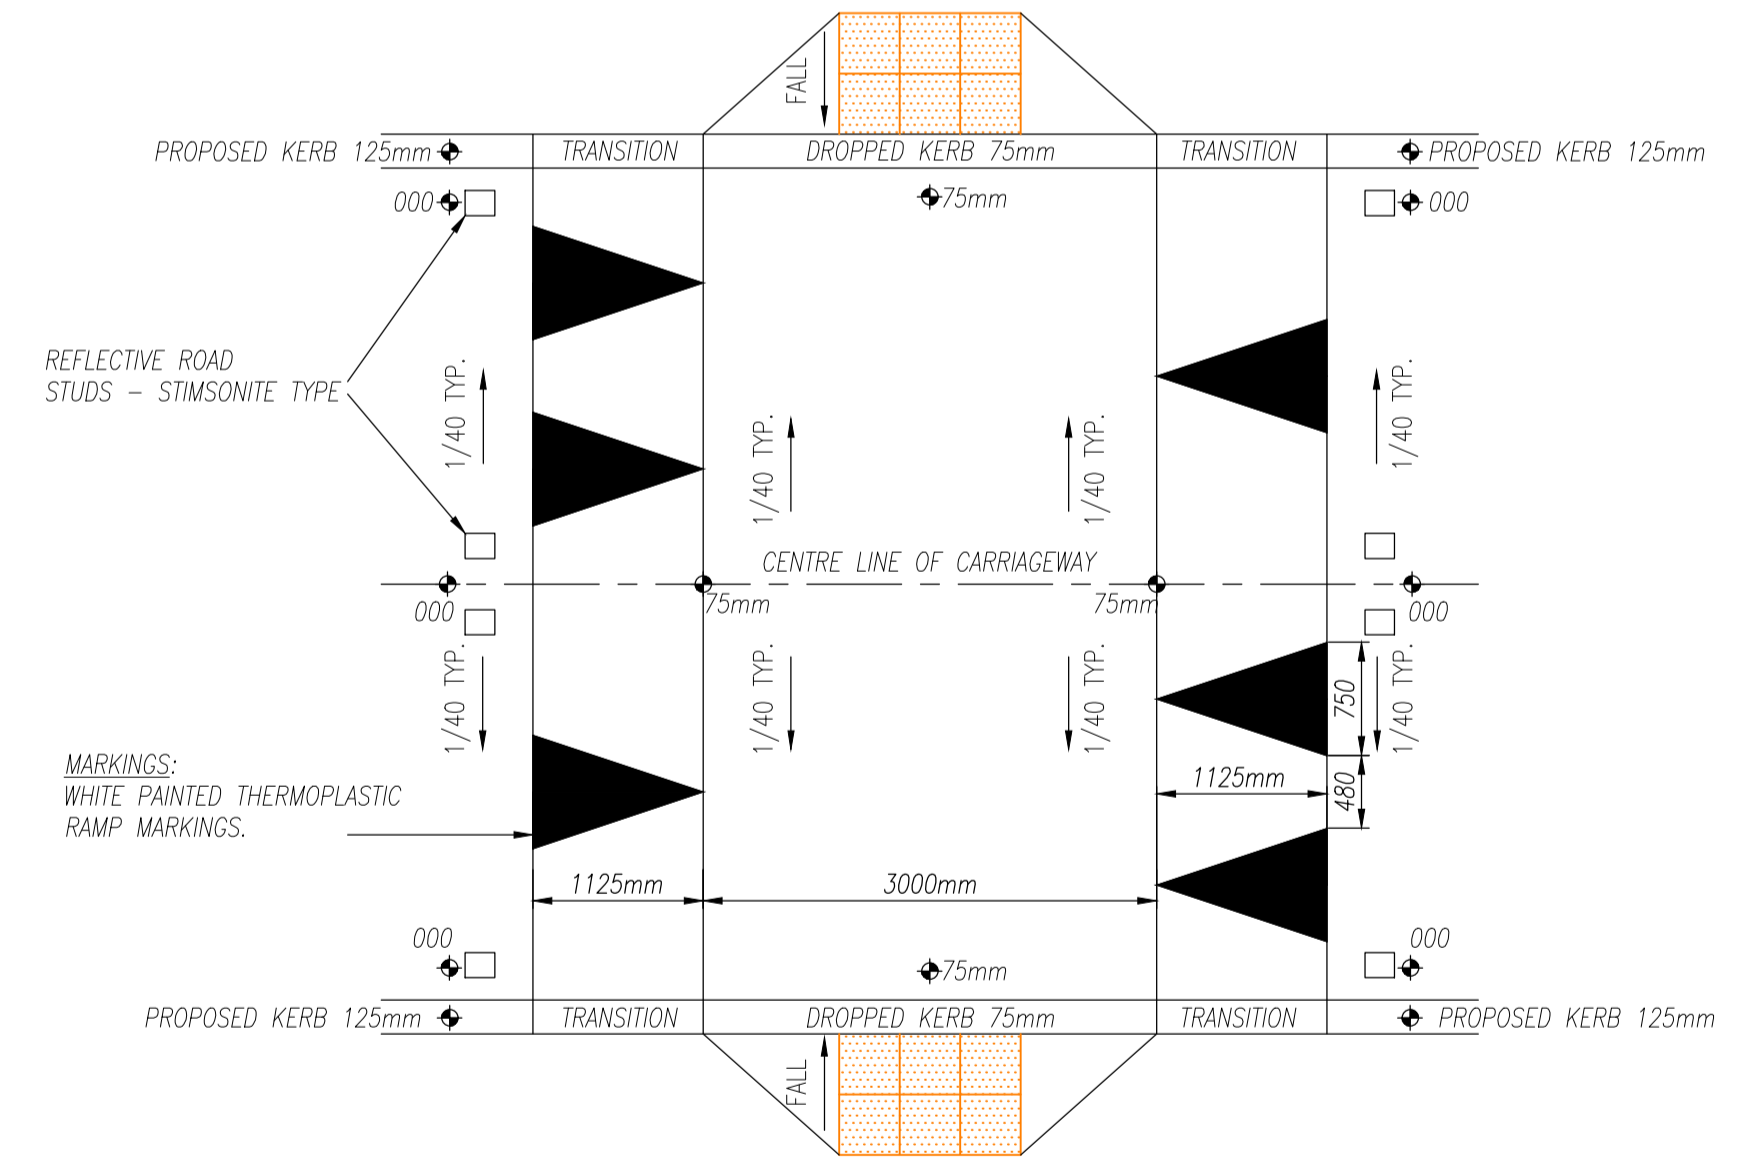 FALL
PROPOSED KERB 125mm
TRANSITION
DROPPED KERB 75mm
TRANSITION
PROPOSED KERB 125mm
000
75mm
000
REFLECTIVE ROAD
STUDS – STIMSONITE TYPE
1/40 TYP.
1/40 TYP.
1/40 TYP.
1/40 TYP.
CENTRE LINE OF CARRIAGEWAY
000
75mm
75mm
000
1/40 TYP.
1/40 TYP.
1/40 TYP.
1/40 TYP.
750
480
1125mm
MARKINGS:
WHITE PAINTED THERMOPLASTIC
RAMP MARKINGS.
1125mm
3000mm
000
75mm
000
PROPOSED KERB 125mm
TRANSITION
DROPPED KERB 75mm
TRANSITION
PROPOSED KERB 125mm
FALL